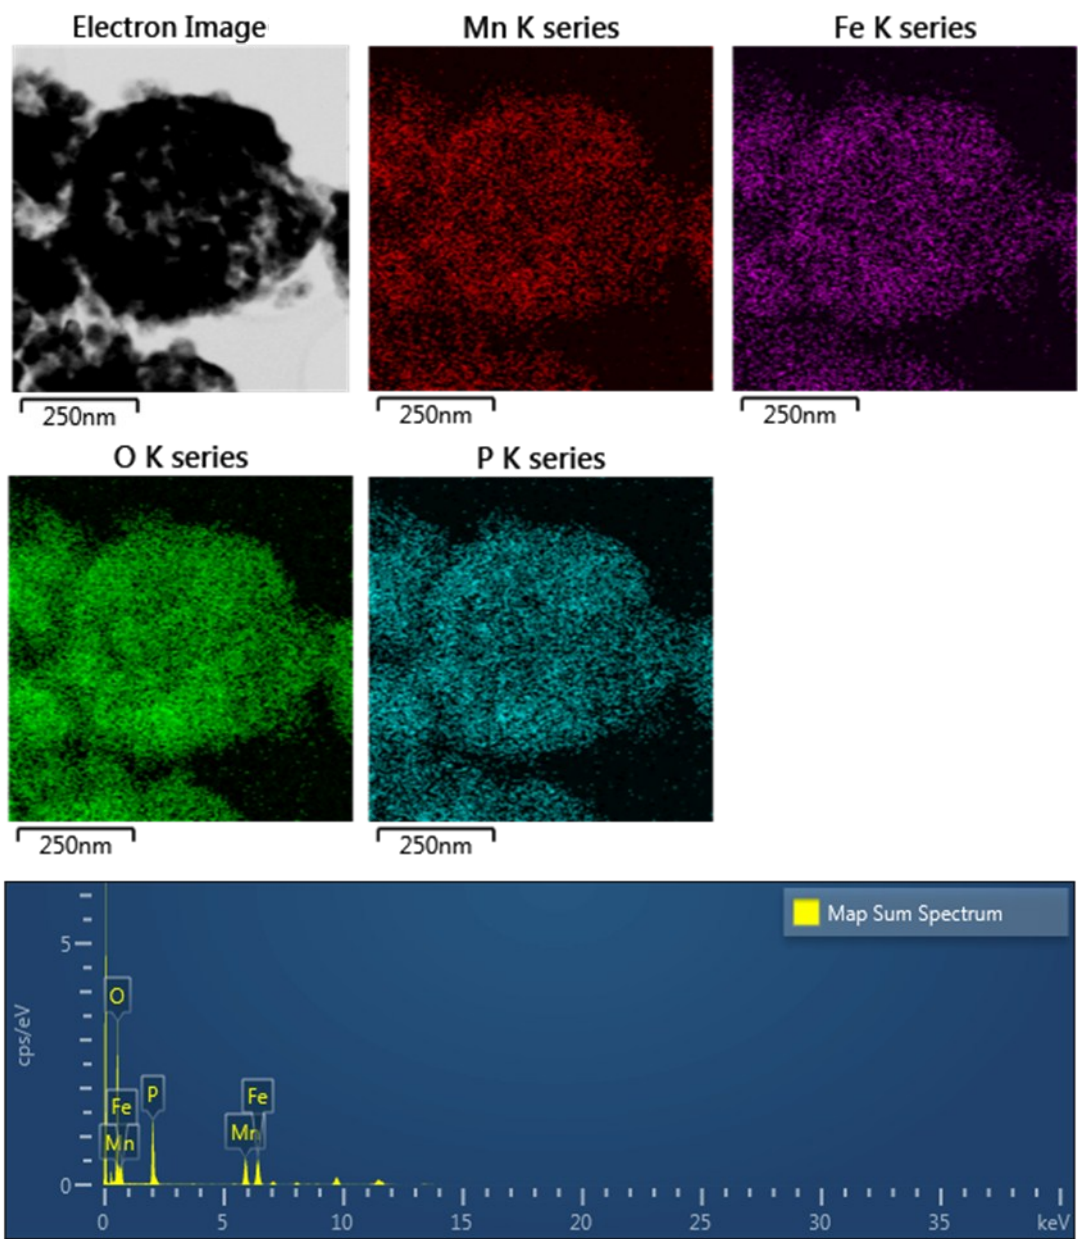 Electron Image
Mn K series
Fe K series
250nm
250nm
250nm
O K series
P K series
250nm
250nm
Map Sum Spectrum
5
cps/eV
O
Fe
P
Fe
Mn
Mn
0
0
5
10
15
20
25
30
35
keV